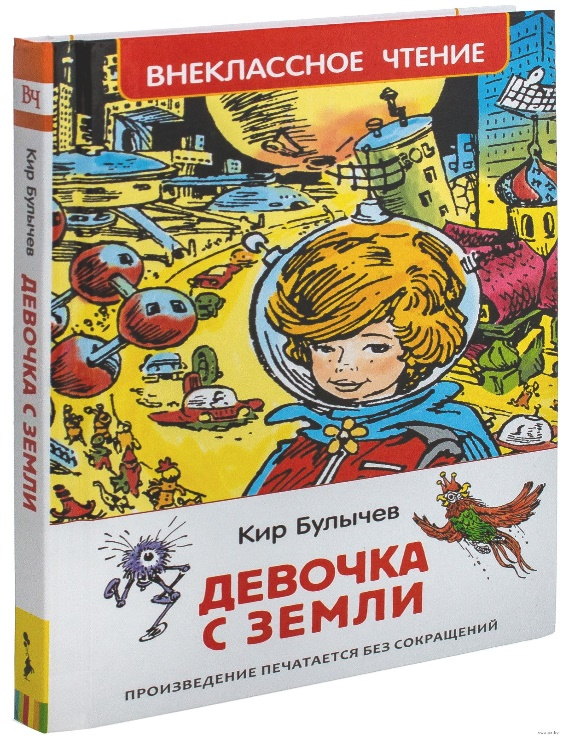 ВНЕКЛАССНОЕ ЧТЕНИЕ
Кир Булычев
ДЕВОЧКА
С ЗЕМЛИ
ПРОИЗВЕДЕНИЕ ПЕЧАТАЕТСЯ БЕЗ СОКРАЩЕНИЙ
ВЧ
Кир Булычев
ДЕВОЧКА С ЗЕМЛИ